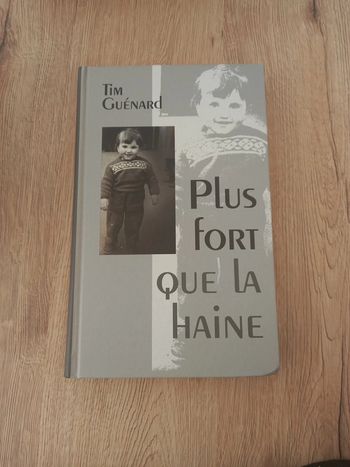 Tim
Guénard
Plus
fort
que la
haine